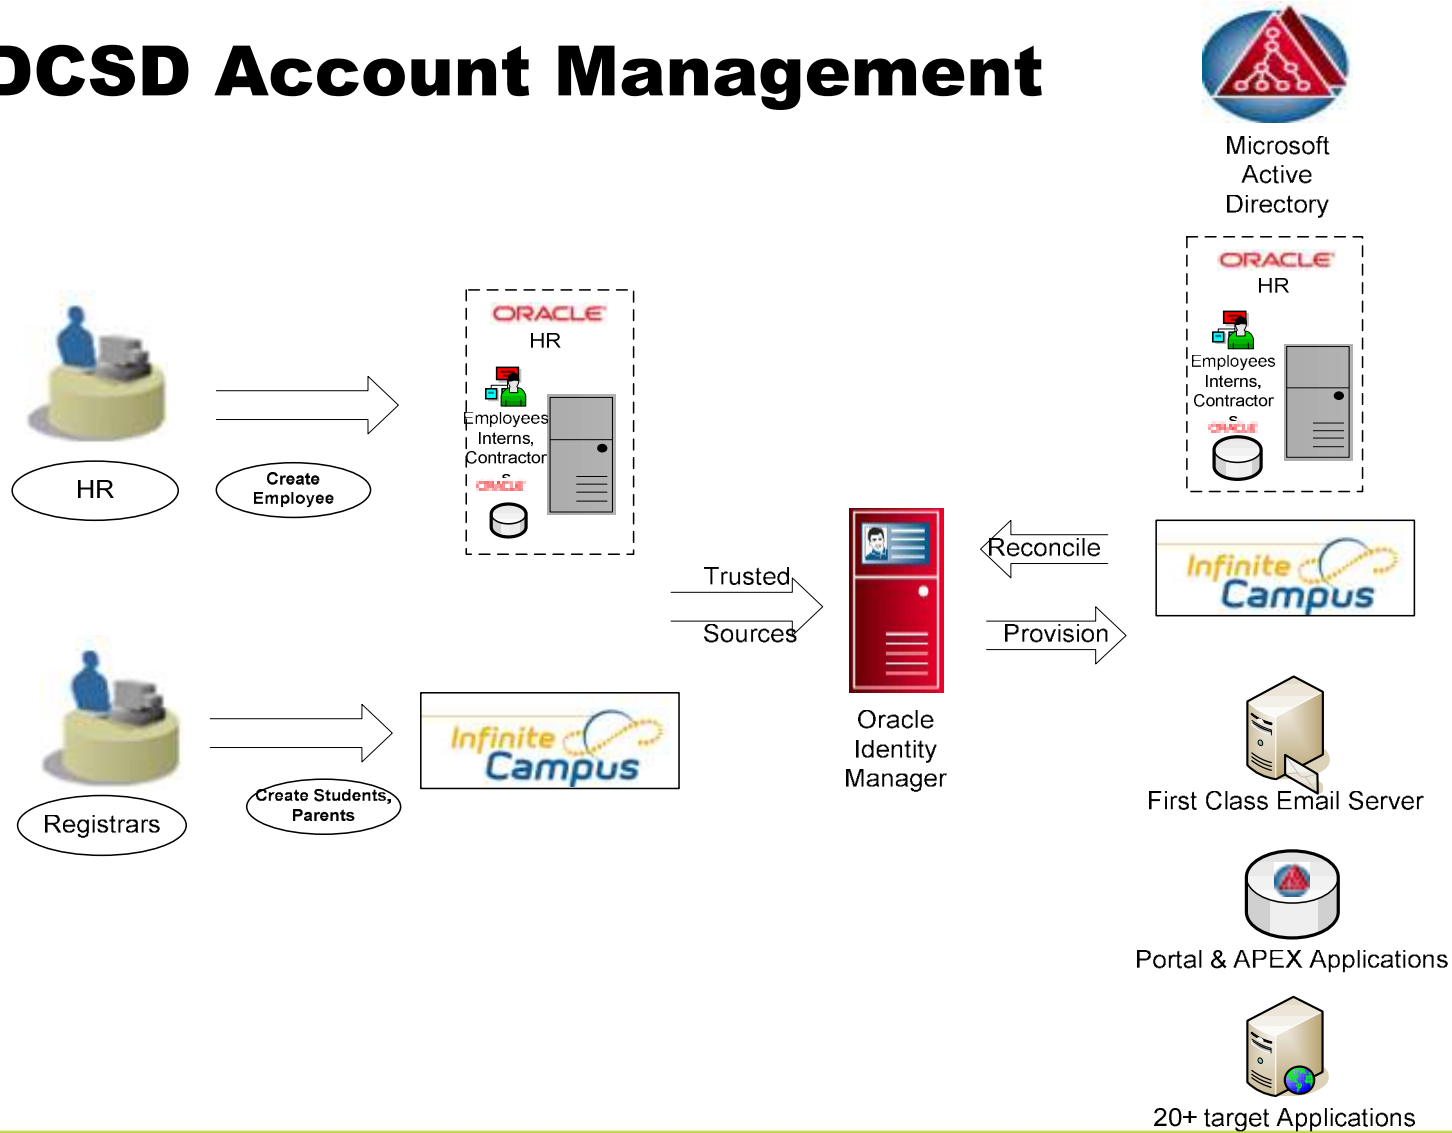 DCSD Account Management
Microsoft
Active
Directory
ORACLE
HR
Employees
Interns,
Contractor
s
ORACLE
HR
Create
Employee
ORACLE
HR
Employees
Interns,
Contractor
s
ORACLE
Trusted
Sources
Reconcile
Provision
Infinite
Campus
Oracle
Identity
Manager
Registrars
Create Students,
Parents
Infinite
Campus
First Class Email Server
Portal & APEX Applications
20+ target Applications